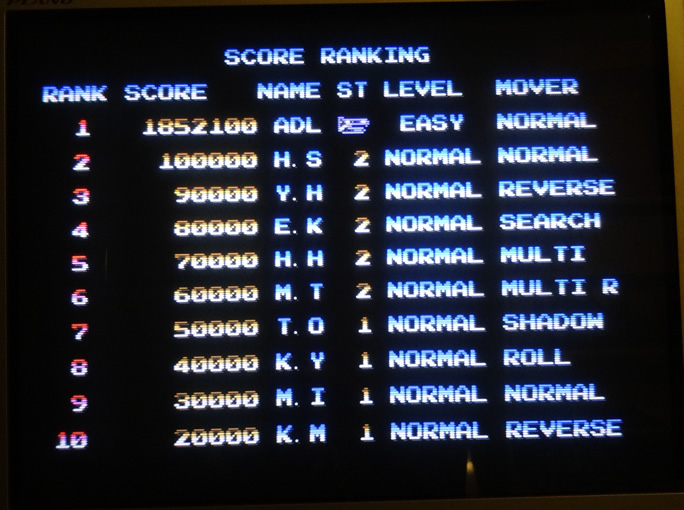 SCORE RANKING
RANK SCORE NAME ST LEVEL MOVER
1 1852100 ADL EASY NORMAL
2 100000 H.S 2 NORMAL NORMAL
3 90000 Y.H 2 NORMAL REVERSE
4 80000 E.K 2 NORMAL SEARCH
5 70000 H.H 2 NORMAL MULTI
6 60000 M.T 2 NORMAL MULTI R
7 50000 T.O 1 NORMAL SHADOW
8 40000 K.Y 1 NORMAL ROLL
9 30000 M.I 1 NORMAL NORMAL
10 20000 K.M 1 NORMAL REVERSE